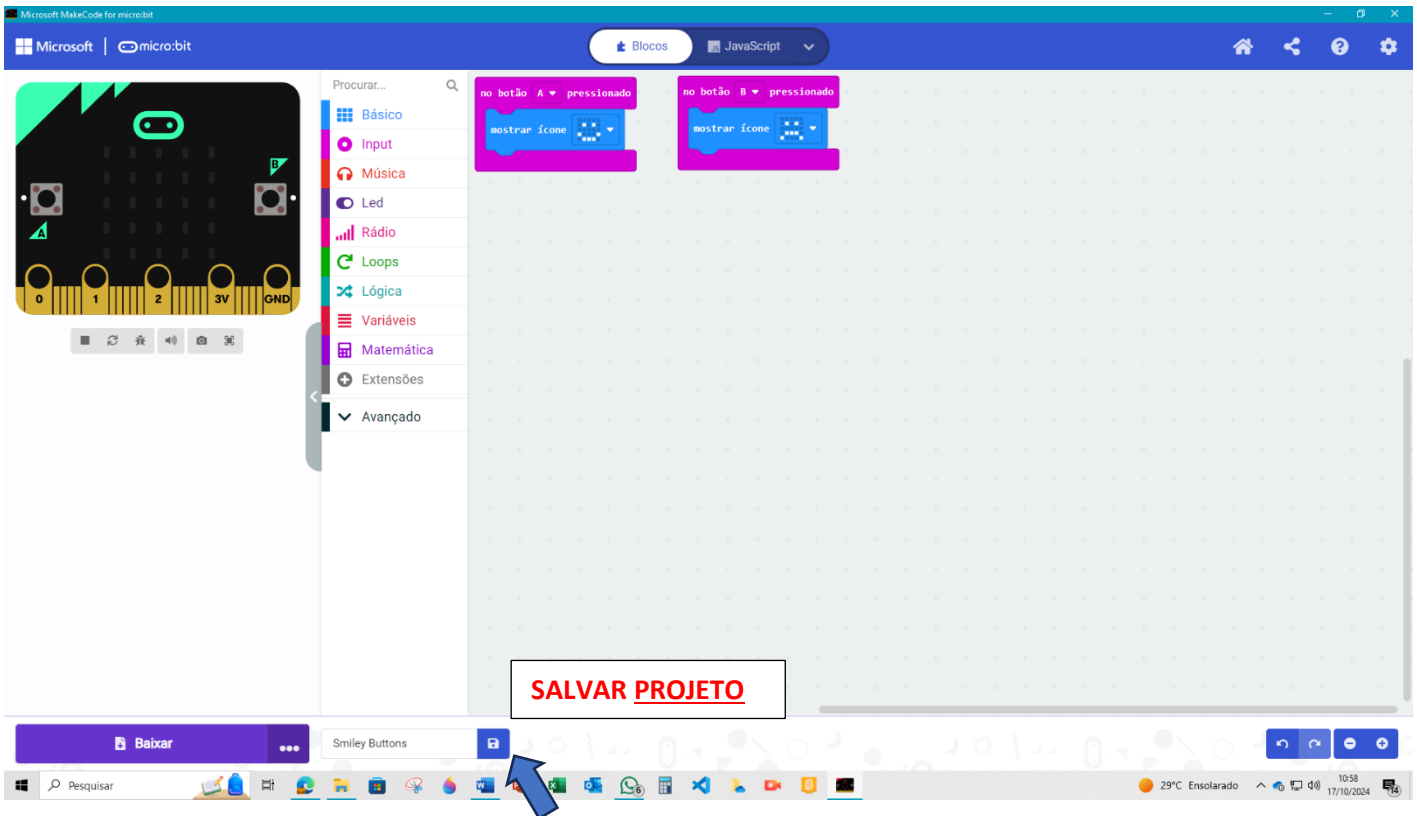 Microsoft MakeCode for micro:bit
Microsoft | micro:bit
Blocos
JavaScript
B
A
0 1 2 3V GND
Procurar...
Básico
Input
Música
Led
Rádio
Loops
Lógica
Variáveis
Matemática
Extensões
Avançado
no botão A pressionado
mostrar ícone
no botão B pressionado
mostrar ícone
SALVAR PROJETO
Baixar
Smiley Buttons
Pesquisar
6
29°C Ensolarado
10:58
17/10/2024
14